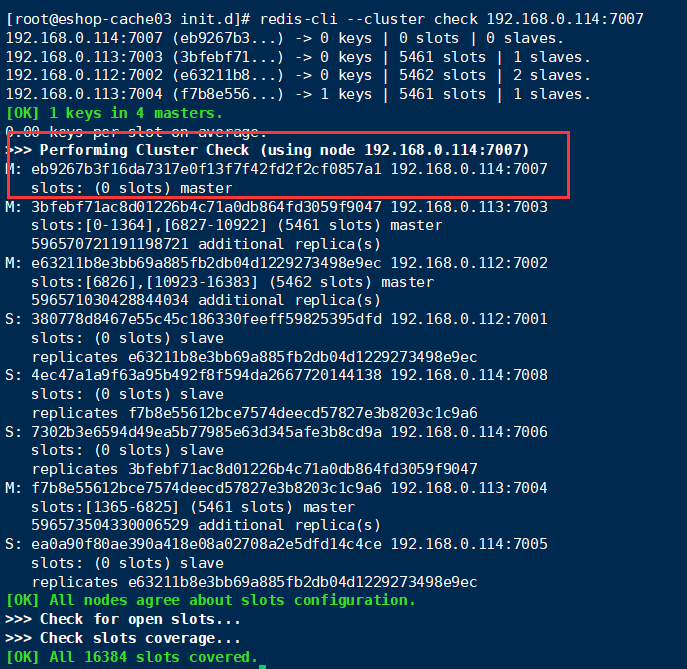 [root@eshop-cache03 init.d]# redis-cli --cluster check 192.168.0.114:7007
192.168.0.114:7007 (eb9267b3...) -> 0 keys | 0 slots | 0 slaves.
192.168.0.113:7003 (3bfebf71...) -> 0 keys | 5461 slots | 1 slaves.
192.168.0.112:7002 (e63211b8...) -> 0 keys | 5462 slots | 2 slaves.
192.168.0.113:7004 (f7b8e556...) -> 1 keys | 5461 slots | 1 slaves.
[OK] 1 keys in 4 masters.
0.00 keys per slot on average.
>>> Performing Cluster Check (using node 192.168.0.114:7007)
M: eb9267b3f16da7317e0f13f7f42fd2f2cf0857a1 192.168.0.114:7007
slots: (0 slots) master
M: 3bfebf71ac8d01226b4c71a0db864fd3059f9047 192.168.0.113:7003
slots:[0-1364],[6827-10922] (5461 slots) master
596570721191198721 additional replica(s)
M: e63211b8e3bb69a885fb2db04d1229273498e9ec 192.168.0.112:7002
slots:[6826],[10923-16383] (5462 slots) master
596571030428844034 additional replica(s)
S: 380778d8467e55c45c186330feeff59825395dfd 192.168.0.112:7001
slots: (0 slots) slave
replicates e63211b8e3bb69a885fb2db04d1229273498e9ec
S: 4ec47a1a9f63a95b492f8f594da2667720144138 192.168.0.114:7008
slots: (0 slots) slave
replicates f7b8e55612bce7574deecd57827e3b8203c1c9a6
S: 7302b3e6594d49ea5b77985e63d345afe3b8cd9a 192.168.0.114:7006
slots: (0 slots) slave
replicates 3bfebf71ac8d01226b4c71a0db864fd3059f9047
M: f7b8e55612bce7574deecd57827e3b8203c1c9a6 192.168.0.113:7004
slots:[1365-6825] (5461 slots) master
596573504330006529 additional replica(s)
S: ea0a90f80ae390a418e08a02708a2e5dfd14c4ce 192.168.0.114:7005
slots: (0 slots) slave
replicates e63211b8e3bb69a885fb2db04d1229273498e9ec
[OK] All nodes agree about slots configuration.
>>> Check for open slots...
>>> Check slots coverage...
[OK] All 16384 slots covered.